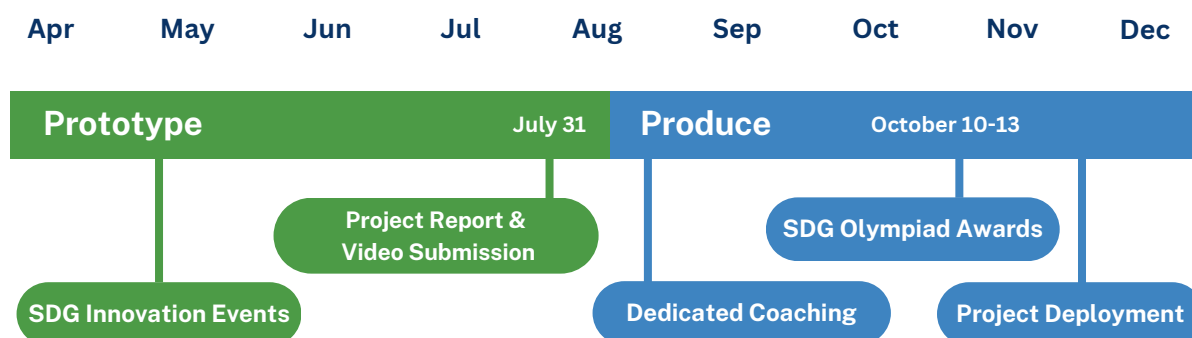 Apr May Jun Jul Aug Sep Oct Nov Dec
Prototype July 31 Produce October 10-13
Project Report &
Video Submission
SDG Olympiad Awards
SDG Innovation Events Dedicated Coaching Project Deployment